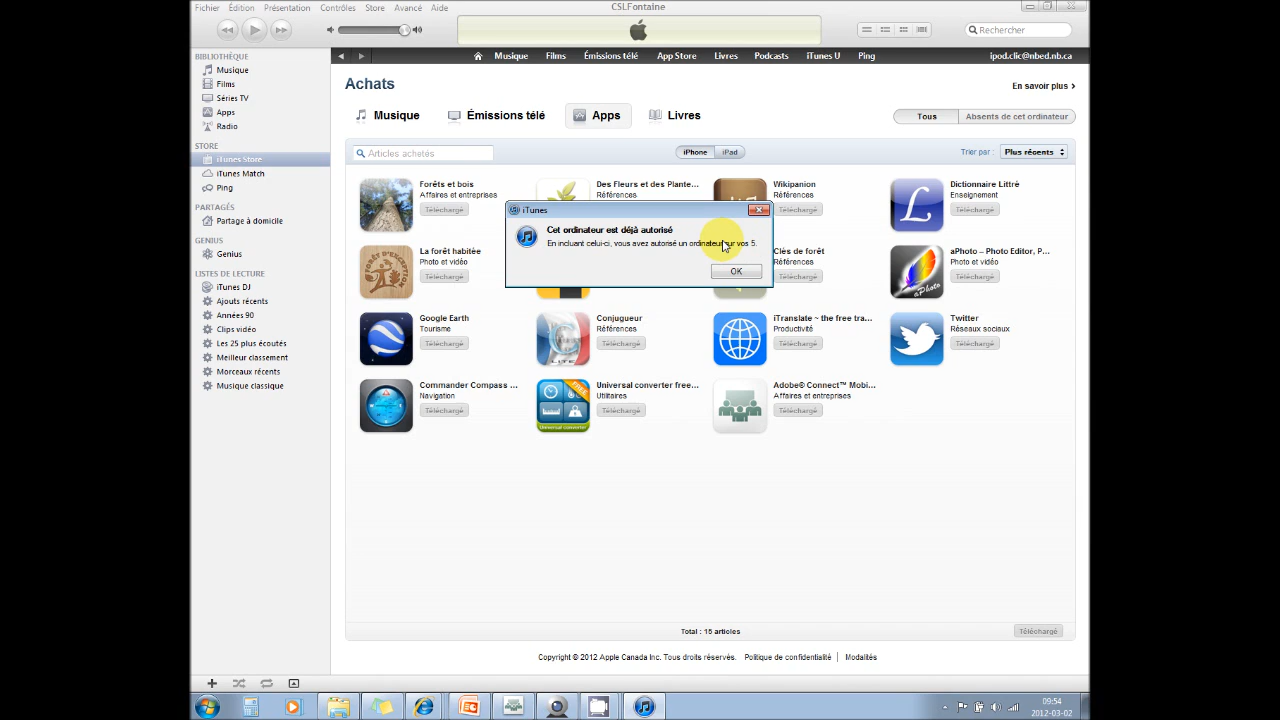 CSLFontaine
Fichier Édition Présentation Contrôles Store Avancé Aide
Rechercher
Musique Films Émissions télé App Store Livres Podcasts iTunes U Ping ipod.clic@nbed.nb.ca
BIBLIOTHÈQUE
Musique
Films
Séries TV
Apps
Radio
STORE
iTunes Store
iTunes Match
Ping
PARTAGÉS
Partage à domicile
GENIUS
Genius
LISTES DE LECTURE
iTunes DJ
Ajouts récents
Années 90
Clips vidéo
Les 25 plus écoutés
Meilleur classement
Morceaux récents
Musique classique
Achats
En savoir plus
Musique Émissions télé Apps Livres
Tous Absents de cet ordinateur
Articles achetés
iPhone iPad
Trier par : Plus récents
Forêts et bois
Affaires et entreprises
Téléchargé
Des Fleurs et des Plante...
Références
Wikipanion
Références
Téléchargé
Dictionnaire Littré
Enseignement
Téléchargé
iTunes
Cet ordinateur est déjà autorisé
En incluant celui-ci, vous avez autorisé un ordinateur sur vos 5.
OK
La forêt habitée
Photo et vidéo
Téléchargé
FORÊT D'EXCEPTION
Clés de forêt
Références
Téléchargé
aPhoto – Photo Editor, P...
Photo et vidéo
Téléchargé
aPhoto
Google Earth
Tourisme
Téléchargé
Conjugueur
Références
Téléchargé
LITE
iTranslate ~ the free tra...
Productivité
Téléchargé
Twitter
Réseaux sociaux
Téléchargé
Commander Compass ...
Navigation
Téléchargé
Universal converter free...
Utilitaires
Téléchargé
FREE
Universal converter
Adobe® Connect™ Mobi...
Affaires et entreprises
Téléchargé
Total : 15 articles
Téléchargé
Copyright © 2012 Apple Canada Inc. Tous droits réservés. Politique de confidentialité Modalités
09:54
2012-03-02